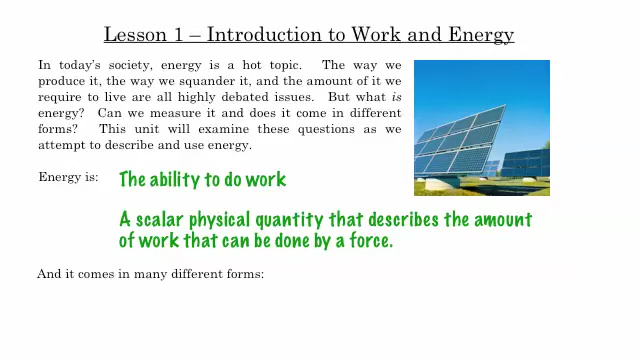 Lesson 1 – Introduction to Work and Energy
In today's society, energy is a hot topic. The way we
produce it, the way we squander it, and the amount of it we
require to live are all highly debated issues. But what is
energy? Can we measure it and does it come in different
forms? This unit will examine these questions as we
attempt to describe and use energy.
Energy is: The ability to do work
A scalar physical quantity that describes the amount
of work that can be done by a force.
And it comes in many different forms: